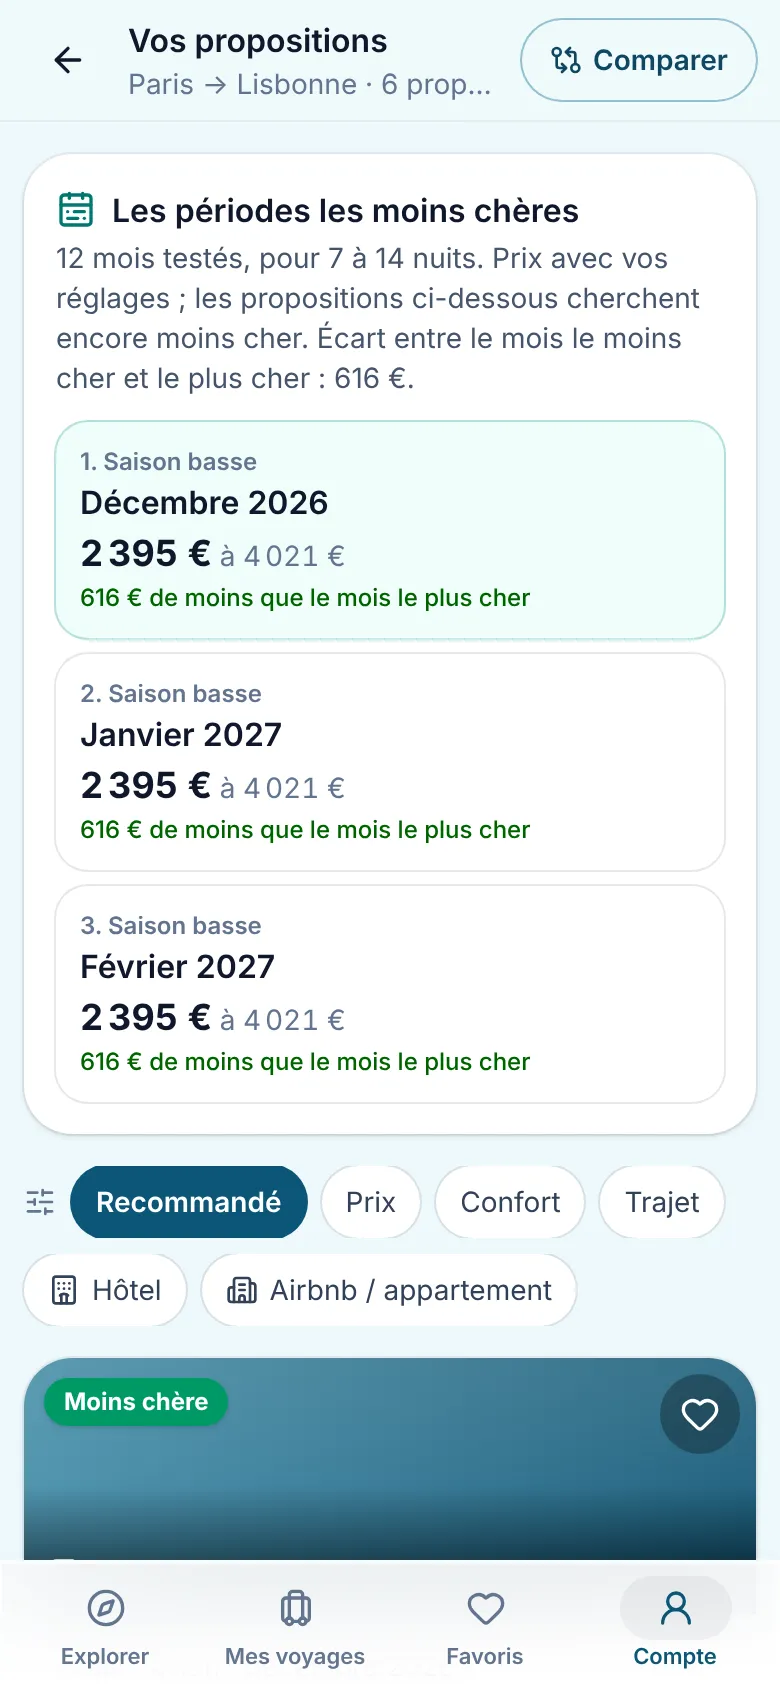 Vos propositions
Paris → Lisbonne · 6 prop...
Comparer
Les périodes les moins chères
12 mois testés, pour 7 à 14 nuits. Prix avec vos
réglages ; les propositions ci-dessous cherchent
encore moins cher. Écart entre le mois le moins
cher et le plus cher : 616 €.
1. Saison basse
Décembre 2026
2 395 € à 4 021 €
616 € de moins que le mois le plus cher
2. Saison basse
Janvier 2027
2 395 € à 4 021 €
616 € de moins que le mois le plus cher
3. Saison basse
Février 2027
2 395 € à 4 021 €
616 € de moins que le mois le plus cher
Recommandé
Prix
Confort
Trajet
Hôtel
Airbnb / appartement
Moins chère
Explorer
Mes voyages
Favoris
Compte